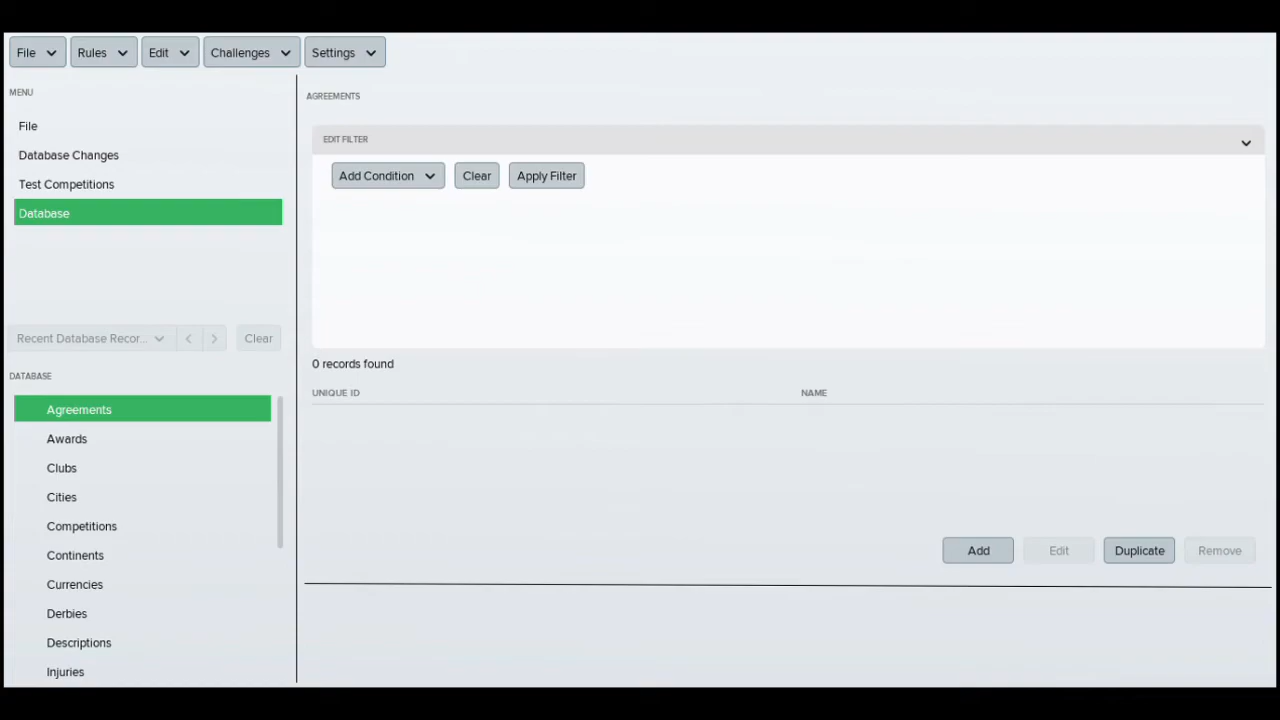 File
Rules
Edit
Challenges
Settings
MENU
File
Database Changes
Test Competitions
Database
Recent Database Recor...
Clear
DATABASE
Agreements
Awards
Clubs
Cities
Competitions
Continents
Currencies
Derbies
Descriptions
Injuries
AGREEMENTS
EDIT FILTER
Add Condition
Clear
Apply Filter
0 records found
UNIQUE ID
NAME
Add
Edit
Duplicate
Remove